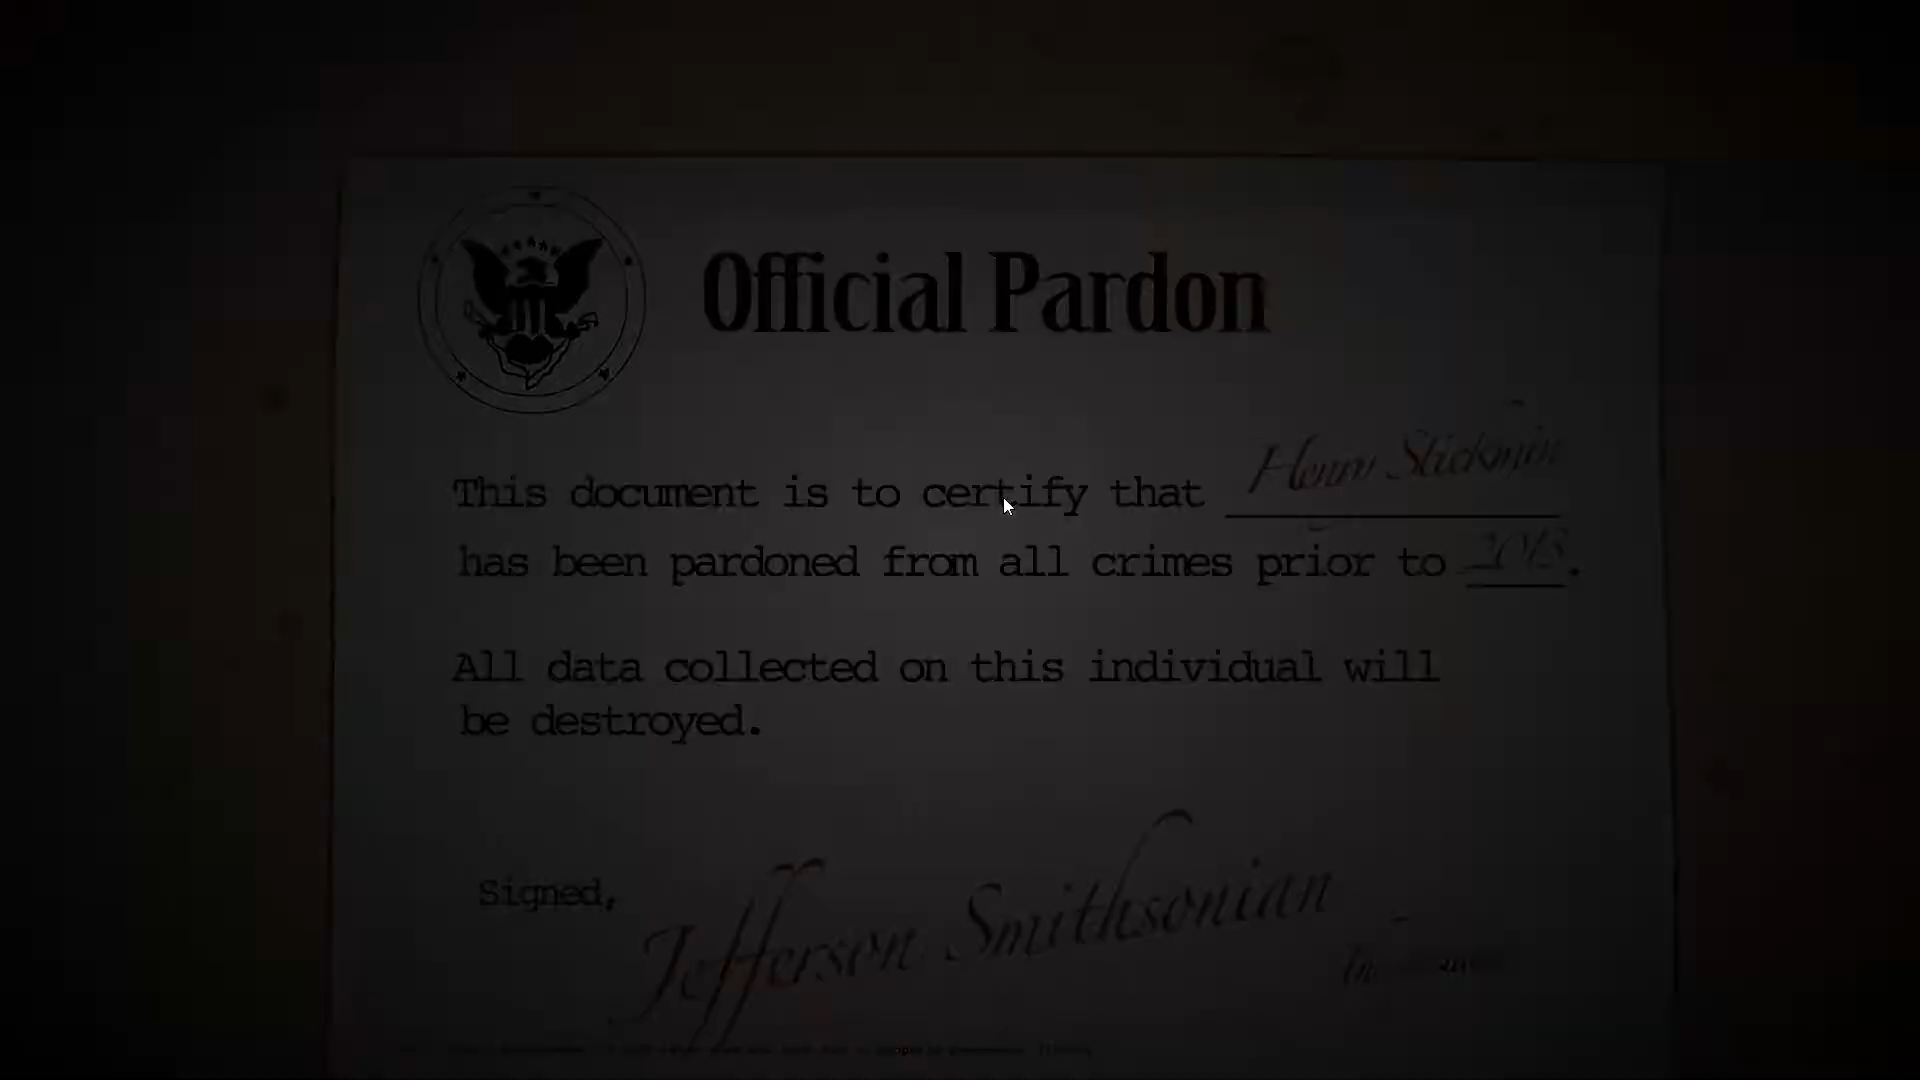 Official Pardon
This document is to certify that Henry Stickmin
has been pardoned from all crimes prior to 2013.
All data collected on this individual will
be destroyed.
Signed,
Jefferson Smithsonian